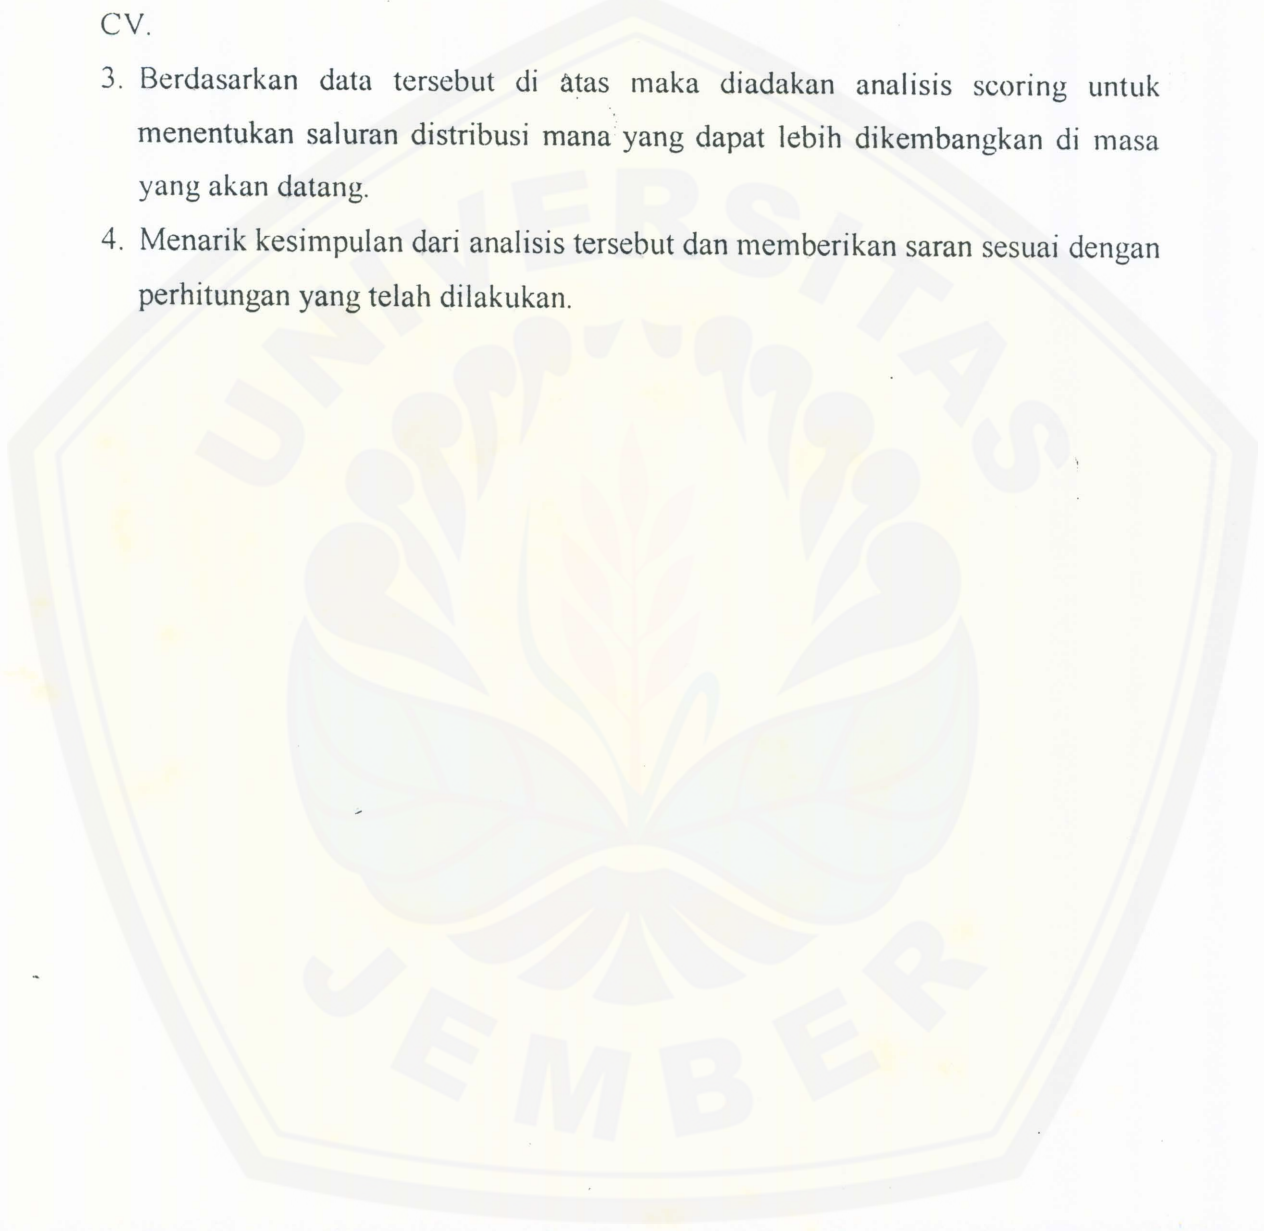 CV.
3. Berdasarkan data tersebut di atas maka diadakan analisis scoring untuk
menentukan saluran distribusi mana yang dapat lebih dikembangkan di masa
yang akan datang.
4. Menarik kesimpulan dari analisis tersebut dan memberikan saran sesuai dengan
perhitungan yang telah dilakukan.
UNIVERSITAS
JEMBER